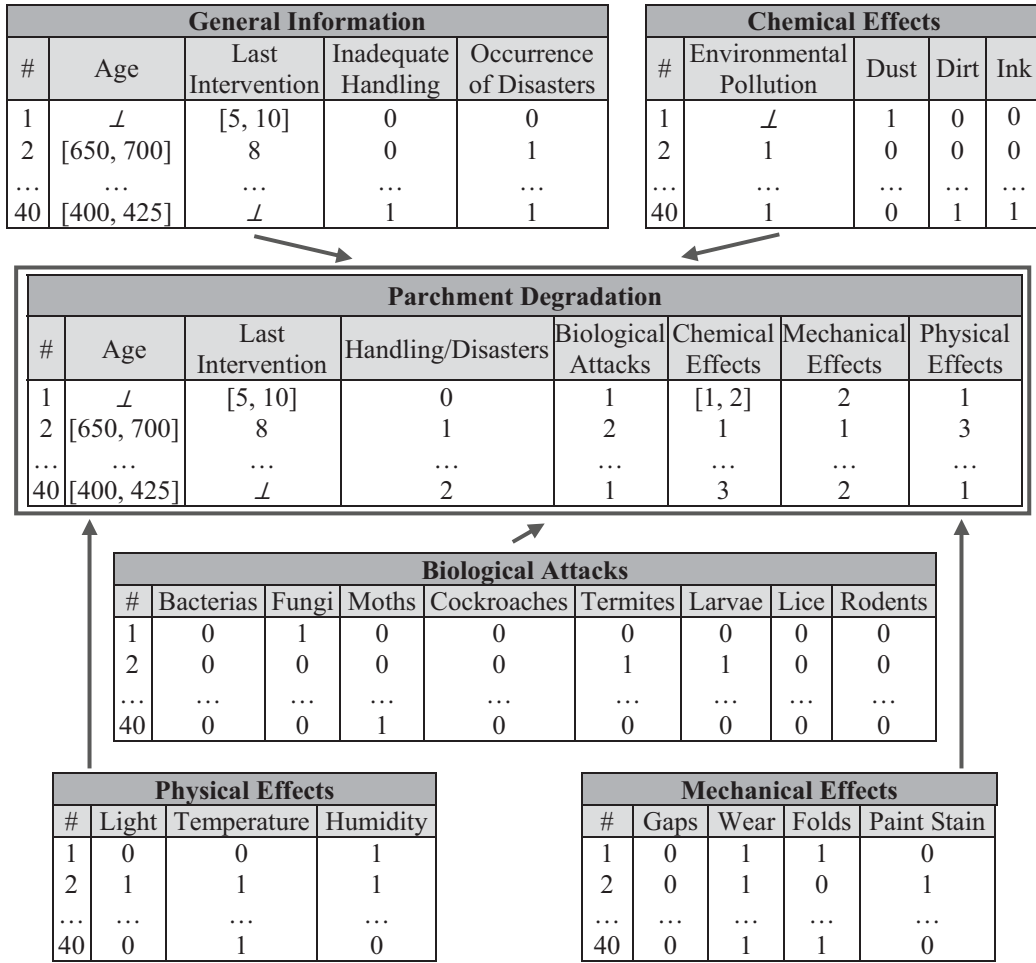 General Information
# Age Last Intervention Inadequate Handling Occurrence of Disasters
1 ⊥ [5, 10] 0 0
2 [650, 700] 8 0 1
… … … … …
40 [400, 425] ⊥ 1 1
Chemical Effects
# Environmental Pollution Dust Dirt Ink
1 ⊥ 1 0 0
2 1 0 0 0
… … … … …
40 1 0 1 1
Parchment Degradation
# Age Last Intervention Handling/Disasters Biological Attacks Chemical Effects Mechanical Effects Physical Effects
1 ⊥ [5, 10] 0 1 [1, 2] 2 1
2 [650, 700] 8 1 2 1 1 3
… … … … … … … …
40 [400, 425] ⊥ 2 1 3 2 1
Biological Attacks
# Bacterias Fungi Moths Cockroaches Termites Larvae Lice Rodents
1 0 1 0 0 0 0 0 0
2 0 0 0 0 1 1 0 0
… … … … … … … … …
40 0 0 1 0 0 0 0 0
Physical Effects
# Light Temperature Humidity
1 0 0 1
2 1 1 1
… … … …
40 0 1 0
Mechanical Effects
# Gaps Wear Folds Paint Stain
1 0 1 1 0
2 0 1 0 1
… … … … …
40 0 1 1 0